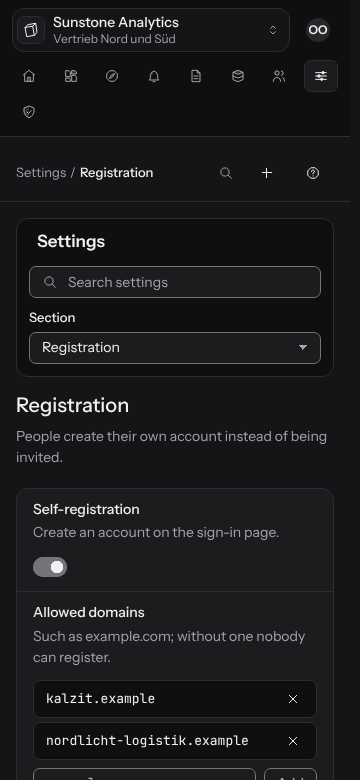 Sunstone Analytics
Vertrieb Nord und Süd
OO
Settings / Registration
Settings
Search settings
Section
Registration
Registration
People create their own account instead of being
invited.
Self-registration
Create an account on the sign-in page.
Allowed domains
Such as example.com; without one nobody
can register.
kalzit.example
nordlicht-logistik.example